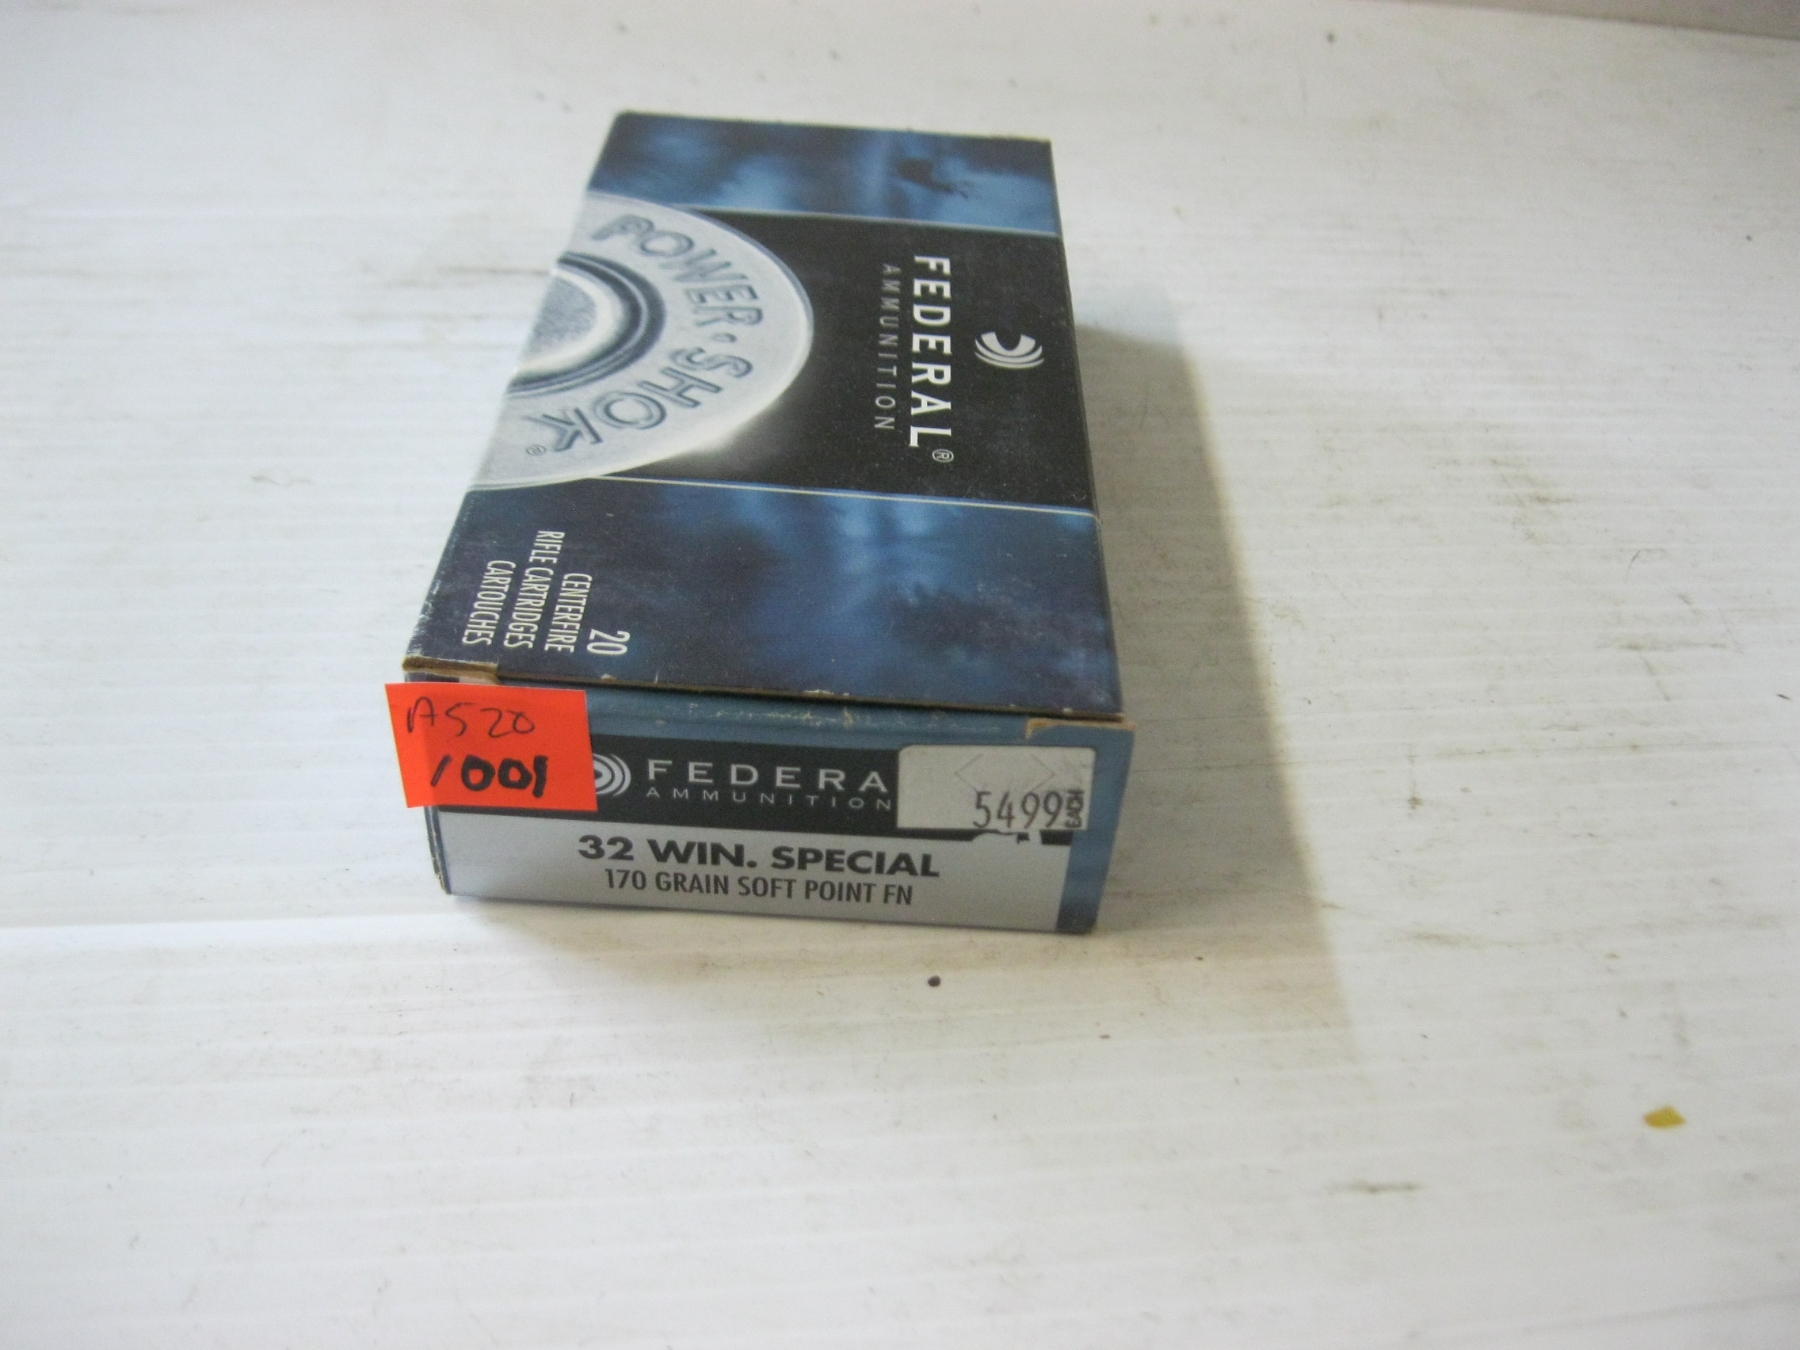 FEDERAL®
AMMUNITION
POWER·SHOK®
20
CENTERFIRE
RIFLE CARTRIDGES
CARTOUCHES
A520
1001
FEDERA
AMMUNITION
5499 EACH
32 WIN. SPECIAL
170 GRAIN SOFT POINT FN